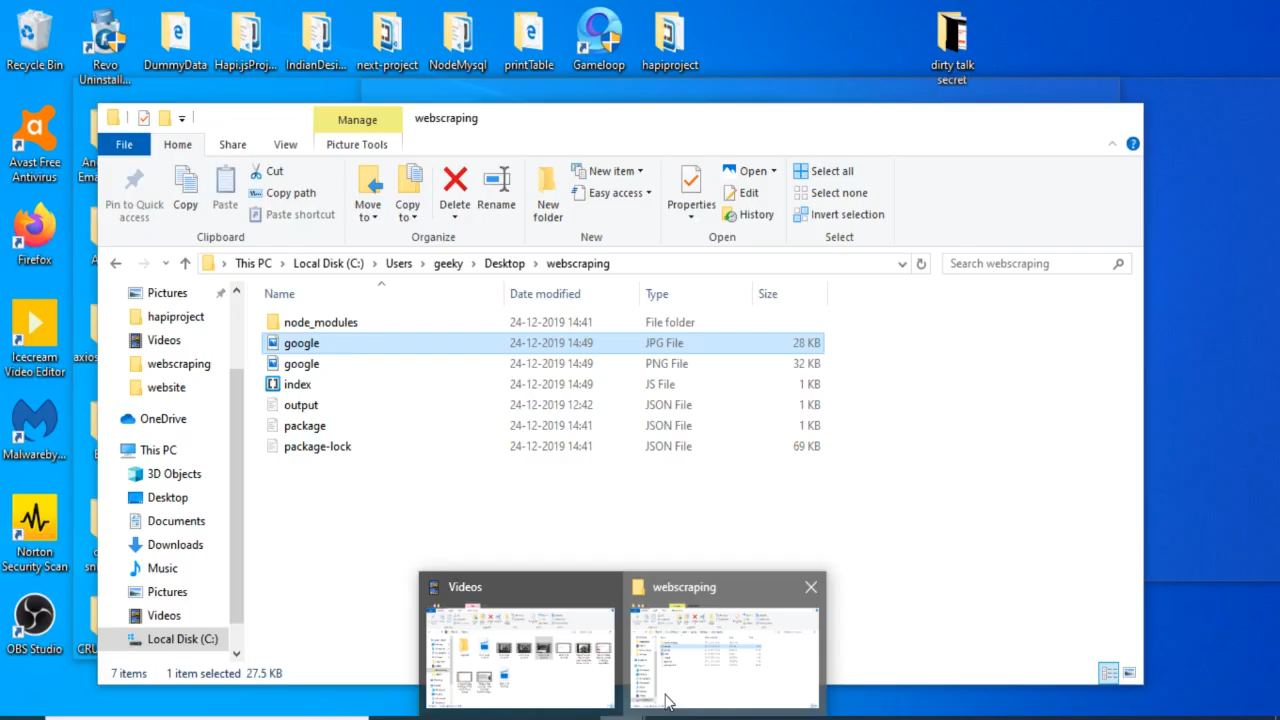 Recycle Bin
Revo
Uninstall...
DummyData
Hapi.jsProj...
IndianDesi...
next-project
NodeMysql
printTable
Gameloop
hapiproject
dirty talk
secret
Avast Free
Antivirus
Firefox
Icecream
Video Editor
Malwareby...
Norton
Security Scan
OBS Studio
An
Ema
axios
sni
CRU
Manage
webscraping
File
Home
Share
View
Picture Tools
Pin to Quick
access
Copy
Paste
Cut
Copy path
Paste shortcut
Clipboard
Move
to
Copy
to
Delete
Rename
Organize
New
folder
New item
Easy access
New
Properties
Open
Edit
History
Open
Select all
Select none
Invert selection
Select
This PC > Local Disk (C:) > Users > geeky > Desktop > webscraping
Search webscraping
Pictures
hapiproject
Videos
webscraping
website
OneDrive
This PC
3D Objects
Desktop
Documents
Downloads
Music
Pictures
Videos
Local Disk (C:)
Name Date modified Type Size
node_modules 24-12-2019 14:41 File folder
google 24-12-2019 14:49 JPG File 28 KB
google 24-12-2019 14:49 PNG File 32 KB
index 24-12-2019 14:49 JS File 1 KB
output 24-12-2019 12:42 JSON File 1 KB
package 24-12-2019 14:41 JSON File 1 KB
package-lock 24-12-2019 14:41 JSON File 69 KB
Videos
webscraping
7 items 1 item selected 27.5 KB